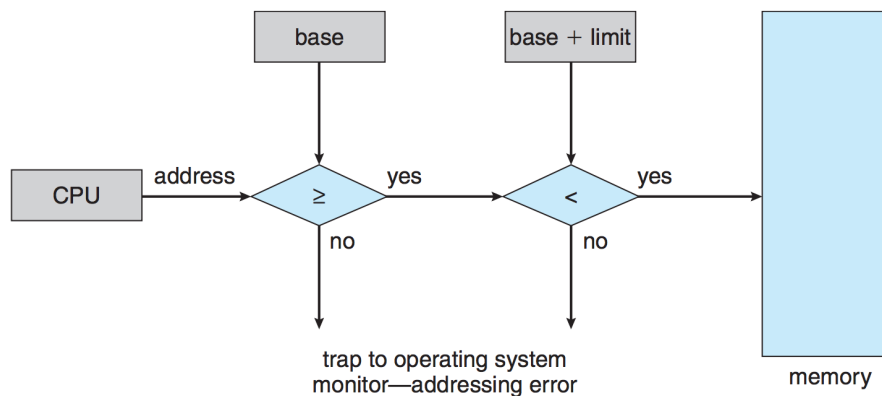 base
base + limit
CPU
address
≥
yes
<
yes
no
no
trap to operating system
monitor—addressing error
memory